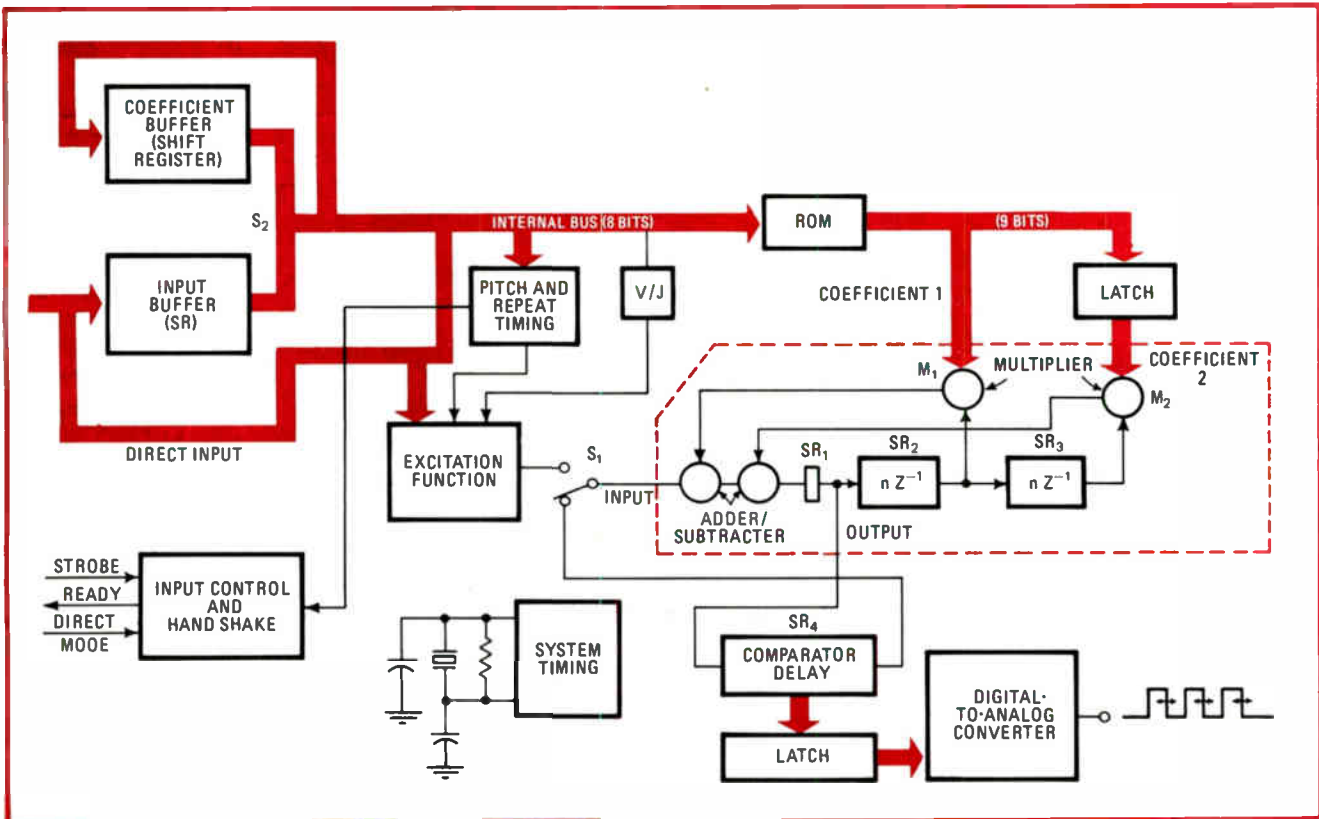 COEFFICIENT
BUFFER
(SHIFT
REGISTER)
S2
INTERNAL BUS (8 BITS)
ROM
(9 BITS)
INPUT
BUFFER
(SR)
PITCH AND
REPEAT
TIMING
V/J
COEFFICIENT 1
LATCH
DIRECT INPUT
M1
MULTIPLIER
COEFFICIENT
2
M2
EXCITATION
FUNCTION
S1
INPUT
ADDER/
SUBTRACTER
SR1
SR2
n Z⁻¹
SR3
n Z⁻¹
OUTPUT
STROBE
READY
DIRECT
MOOE
INPUT CONTROL
AND
HAND SHAKE
SYSTEM
TIMING
SR4
COMPARATOR
DELAY
LATCH
DIGITAL-
TO-ANALOG
CONVERTER